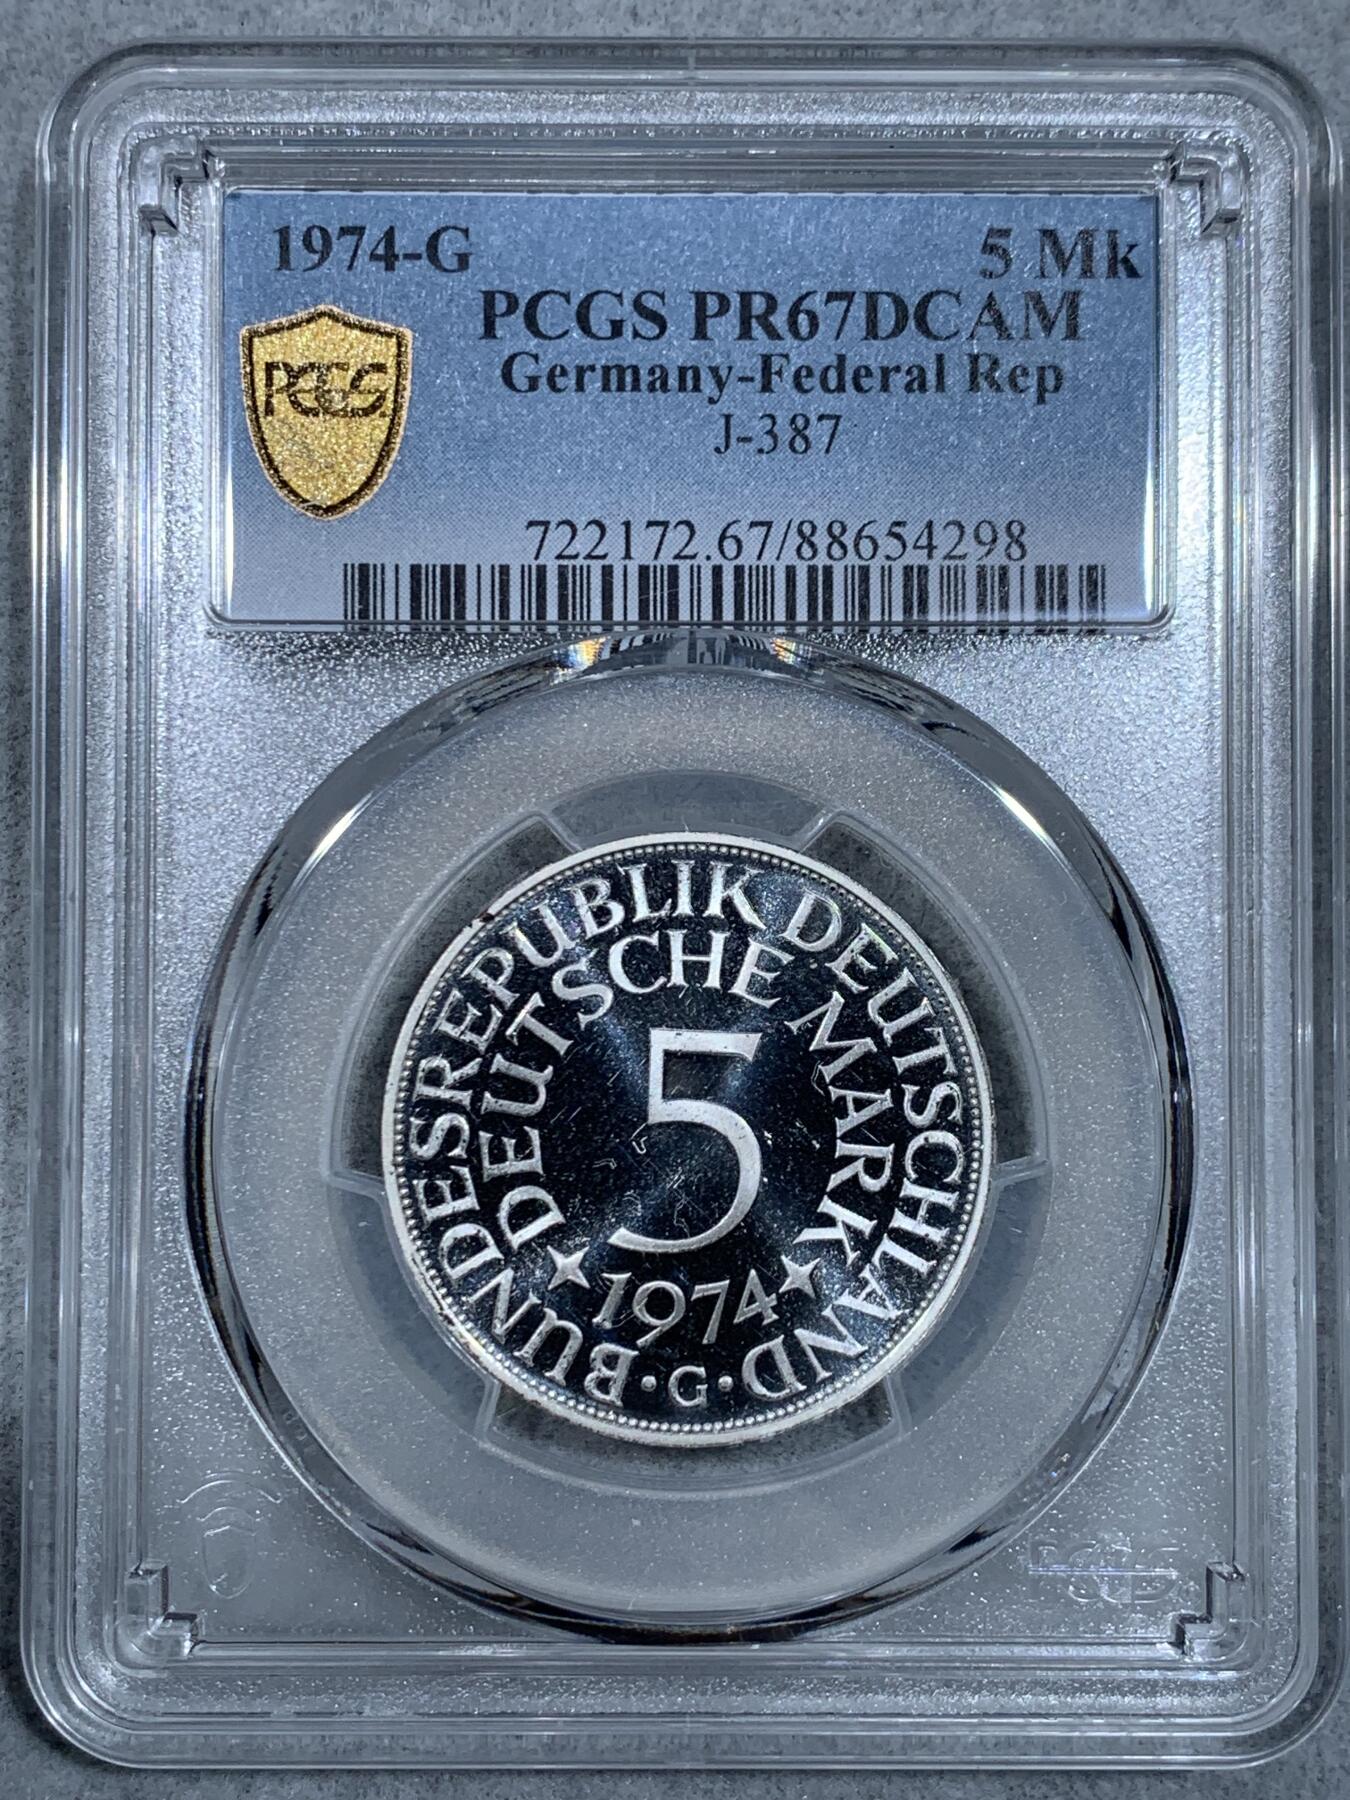 1974-G 5 Mk
PCGS PR67DCAM
Germany-Federal Rep
J-387
722172.67/88654298
PCGS
BUNDESREPUBLIK DEUTSCHLAND
DEUTSCHE MARK
5
1974
· G ·
PCGS